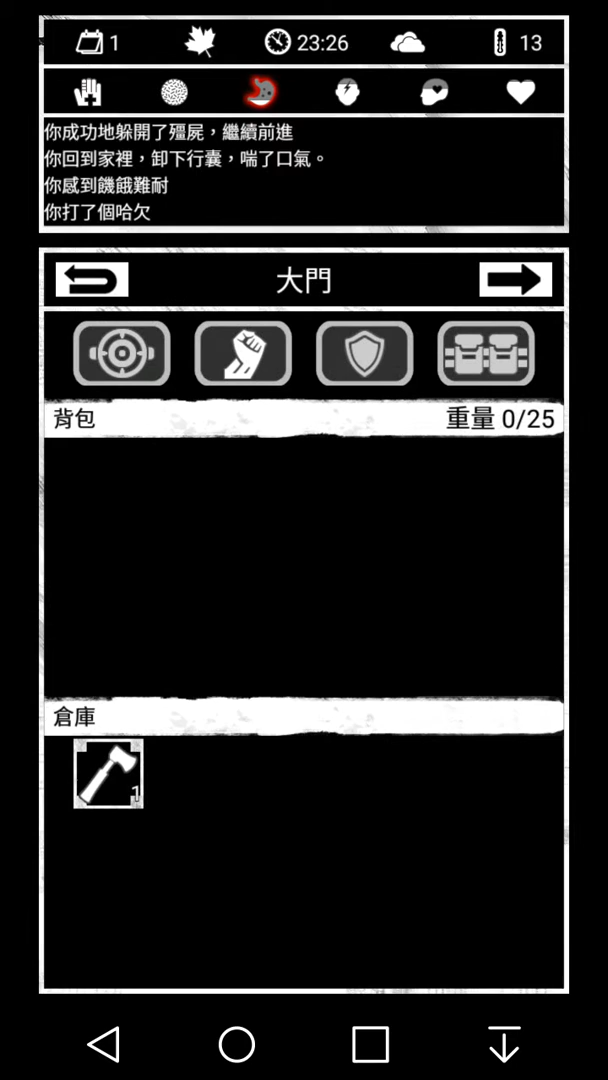 1 23:26 13
你成功地躲開了殭屍，繼續前進
你回到家裡，卸下行囊，喘了口氣。
你感到饑餓難耐
你打了個哈欠
大門
背包 重量 0/25
倉庫
1